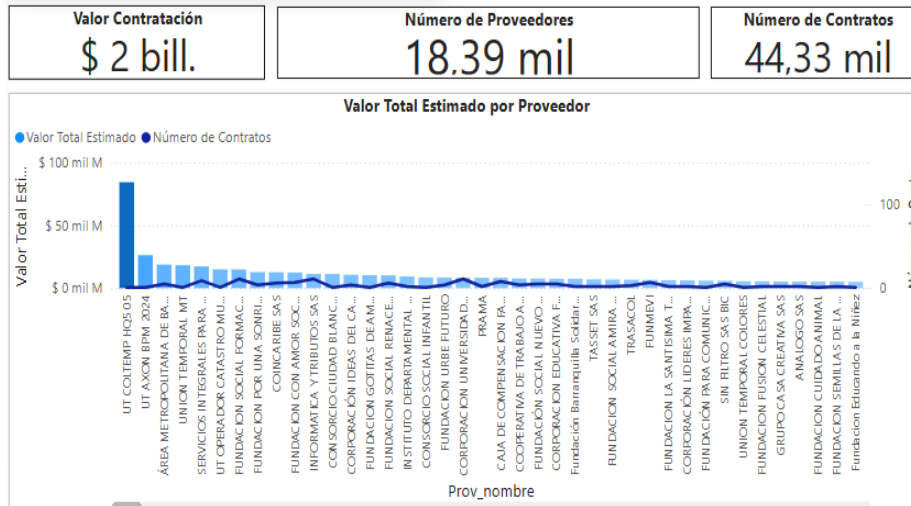 Valor Contratación
$ 2 bill.
Número de Proveedores
18.39 mil
Número de Contratos
44,33 mil
Valor Total Estimado por Proveedor
Valor Total Estimado
Número de Contratos
Valor Total Esti...
$ 100 mil M
$ 50 mil M
$ 0 mil M
100
0
UT COLTEMP HQ5 05
UT AXON BPM 2024
ÁREA METROPOLITANA DE BA...
UNION TEMPORAL MT
SERVICIOS INTEGRALES PARA ...
UT OPERADOR CATASTRO MU...
FUNDACION SOCIAL FORMAC...
FUNDACION POR UNA SONRI...
COINCARIBE SAS
FUNDACION CON AMOR SOC...
INFORMATICA Y TRIBUTOS SAS
CONSORCIO CIUDAD BLANC...
CORPORACIÓN IDEAS DEL CA...
FUNDACION GOTITAS DE AM...
FUNDACION SOCIAL RENACE...
INSTITUTO DEPARTAMENTAL ...
CONSORCIO SOCIAL INFANTIL
FUNDACION URBE FUTURO
CORPORACION UNIVERSIDAD...
PRAMA
CAJA DE COMPENSACION FA...
COOPERATIVA DE TRABAJO A...
FUNDACIÓN SOCIAL NUEVO ...
CORPORACION EDUCATIVA F...
Fundación Barranquilla Solidar...
TASSET SAS
FUNDACION SOCIAL AMIRA ...
TRASACOL
FUNMEVI
FUNDACION LA SANTISIMA T...
CORPORACIÓN LIDERES IMPA...
FUNDACIÓN PARA COMUNIC...
SIN FILTRO SAS BIC
UNION TEMPORAL COLORES
FUNDACION FUSION CELESTIAL
GRUPO CASA CREATIVA SAS
ANALOGO SAS
FUNDACION CUIDADO ANIMAL
FUNDACION SEMILLAS DE LA ...
Fundacion Educando a la Niñez
Prov_nombre